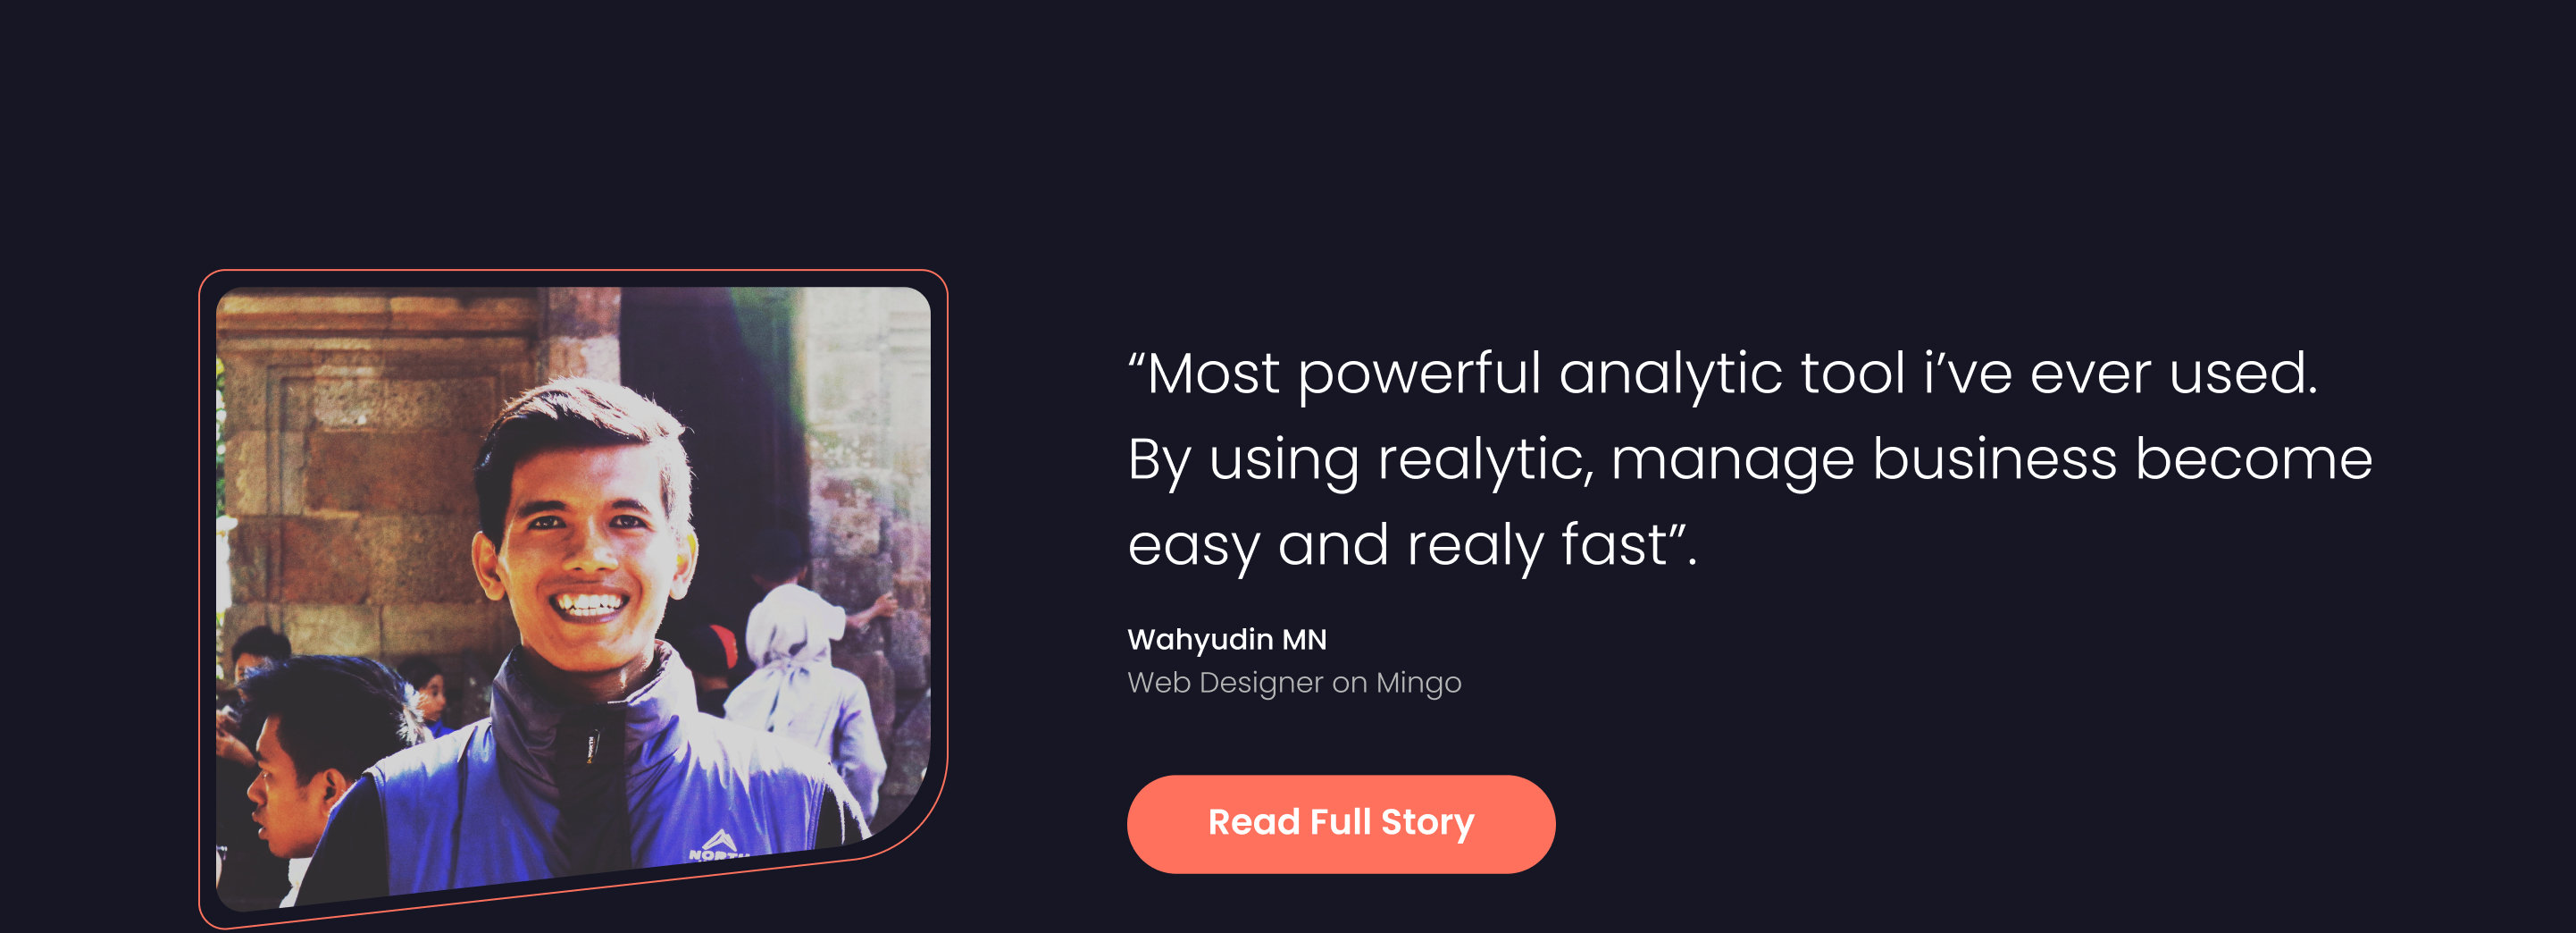 “Most powerful analytic tool i’ve ever used.
By using realytic, manage business become
easy and realy fast”.
Wahyudin MN
Web Designer on Mingo
Read Full Story
NORTH